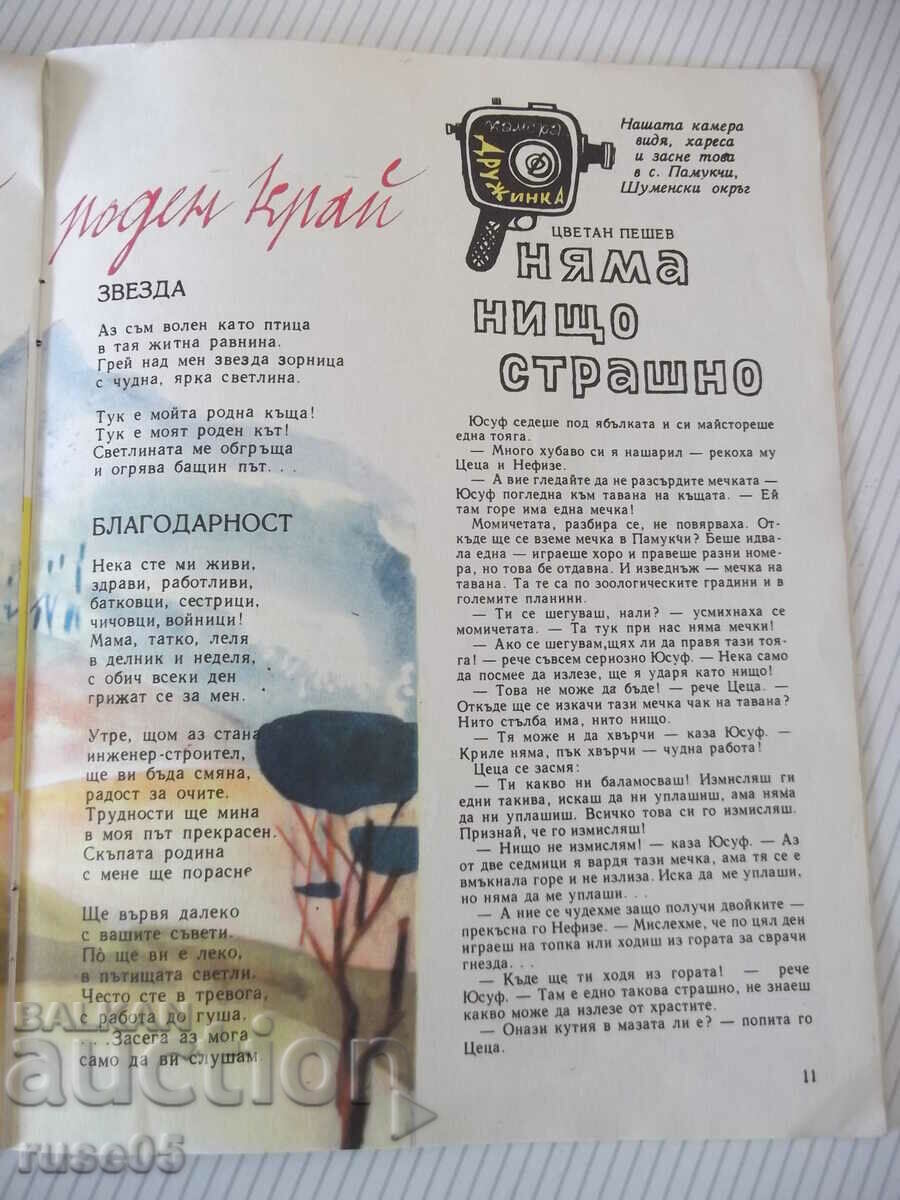 роден край
ЗВЕЗДА
Аз съм волен като птица
в тая житна равнина.
Грей над мен звезда зорница
с чудна, ярка светлина.
Тук е мойта родна къща!
Тук е моят роден кът!
Светлината ме обгръща
и огрява бащин път. . .
БЛАГОДАРНОСТ
Нека сте ми живи,
здрави, работливи,
батковци, сестрици,
чичовци, войници!
Мама, татко, леля
в делник и неделя,
с обич всеки ден
грижат се за мен.
Утре, щом аз стана
инженер-строител,
ще ви бъда смяна,
радост за очите.
Трудности ще мина
в моя път прекрасен.
Скъпата родина
с мене ще порасне
Ще вървя далеко
с вашите съвети.
По̀ ще ви е леко,
в пътищата светли.
Често сте в тревога,
с работа до гуша.
. . .Засега аз мога
само да ви слушам.
камера
ДРУЖИНКА
Нашата камера
видя, хареса
и засне това
в с. Памукчи,
Шуменски окръг
ЦВЕТАН ПЕШЕВ
НЯМА
НИЩО
СТРАШНО
Юсуф седеше под ябълката и си майстореше
една тояга.
— Много хубаво си я нашарил — рекоха му
Цеца и Нефизе.
— А вие гледайте да не разсърдите мечката —
Юсуф погледна към тавана на къщата. — Ей
там горе има една мечка!
Момичетата, разбира се, не повярваха. От-
къде ще се вземе мечка в Памукчи? Беше идва-
ла една — играеше хоро и правеше разни номе-
ра, но това бе отдавна. И изведнъж — мечка на
тавана. Та те са по зоологическите градини и в
големите планини.
— Ти се шегуваш, нали? — усмихнаха се
момичетата. — Та тук при нас няма мечки!
— Ако се шегувам,щях ли да правя тази тоя-
га! — рече съвсем сериозно Юсуф. — Нека само
да посмее да излезе, ще я ударя като нищо!
— Това не може да бъде! — рече Цеца. —
Откъде ще се изкачи тази мечка чак на тавана?
Нито стълба има, нито нищо.
— Тя може и да хвърчи — каза Юсуф. —
Криле няма, пък хвърчи — чудна работа!
Цеца се засмя:
— Ти какво ни баламосваш! Измисляш ги
едни такива, искаш да ни уплашиш, ама няма
да ни уплашиш. Всичко това си го измисляш.
Признай, че го измисляш!
— Нищо не измислям! — каза Юсуф. — Аз
от две седмици я вардя тази мечка, ама тя се е
вмъкнала горе и не излиза. Иска да ме уплаши,
но няма да ме уплаши. . .
— А ние се чудехме защо получи двойките —
прекъсна го Нефизе. — Мислехме, че по цял ден
играеш на топка или ходиш из гората за сврачи
гнезда. . .
— Къде ще ти ходя из гората! — рече
Юсуф. — Там е едно такова страшно, не знаеш
какво може да излезе от храстите.
— Онази кутия в мазата ли е? — попита го
Цеца.
11
BALKAN
auction
ruse05